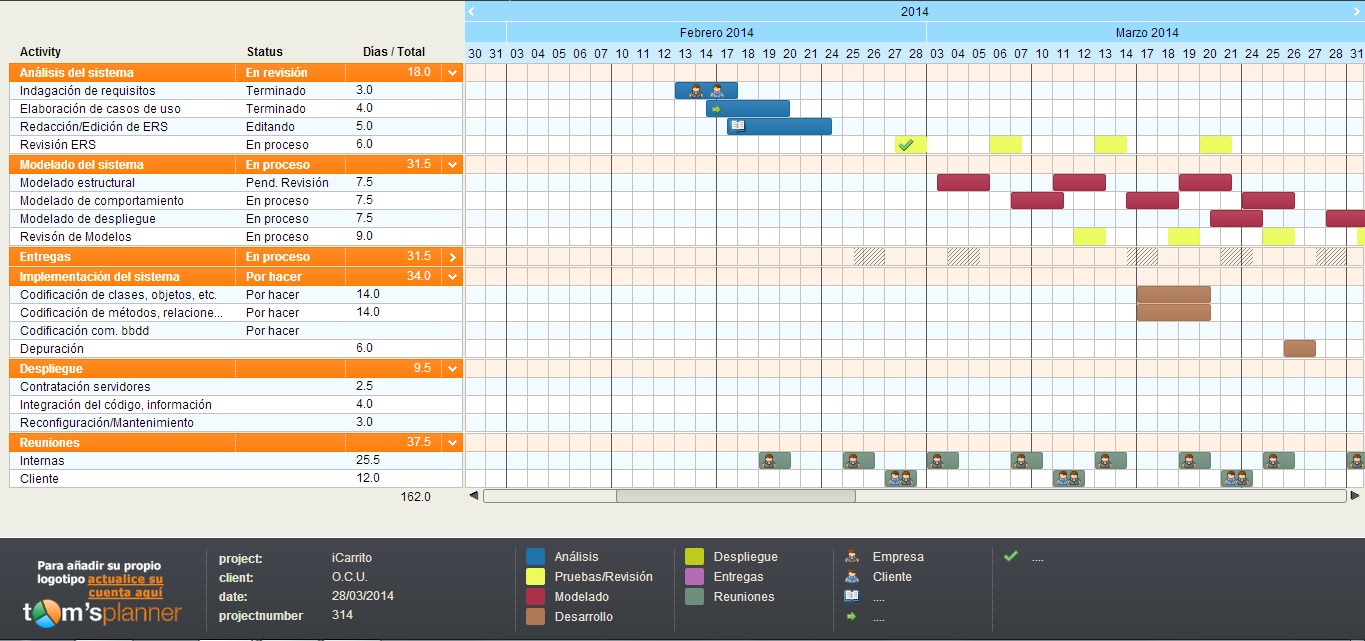 2014
Febrero 2014 Marzo 2014
Activity Status Días / Total 30 31 03 04 05 06 07 10 11 12 13 14 17 18 19 20 21 24 25 26 27 28 03 04 05 06 07 10 11 12 13 14 17 18 19 20 21 24 25 26 27 28 31
Análisis del sistema En revisión 18.0
Indagación de requisitos Terminado 3.0
Elaboración de casos de uso Terminado 4.0
Redacción/Edición de ERS Editando 5.0
Revisión ERS En proceso 6.0
Modelado del sistema En proceso 31.5
Modelado estructural Pend. Revisión 7.5
Modelado de comportamiento En proceso 7.5
Modelado de despliegue En proceso 7.5
Revisón de Modelos En proceso 9.0
Entregas En proceso 31.5
Implementación del sistema Por hacer 34.0
Codificación de clases, objetos, etc. Por hacer 14.0
Codificación de métodos, relacione... Por hacer 14.0
Codificación com. bbdd Por hacer
Depuración 6.0
Despliegue 9.5
Contratación servidores 2.5
Integración del código, información 4.0
Reconfiguración/Mantenimiento 3.0
Reuniones 37.5
Internas 25.5
Cliente 12.0
162.0
Para añadir su propio
logotipo actualice su
cuenta aquí
tom'splanner
project: iCarrito
client: O.C.U.
date: 28/03/2014
projectnumber 314
Análisis
Pruebas/Revisión
Modelado
Desarrollo
Despliegue
Entregas
Reuniones
Empresa
Cliente
....
....
....